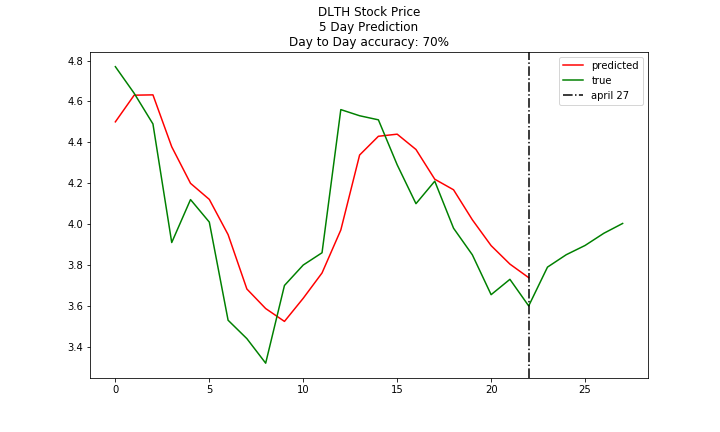 DLTH Stock Price
5 Day Prediction
Day to Day accuracy: 70%
predicted
true
april 27
4.8
4.6
4.4
4.2
4.0
3.8
3.6
3.4
0 5 10 15 20 25